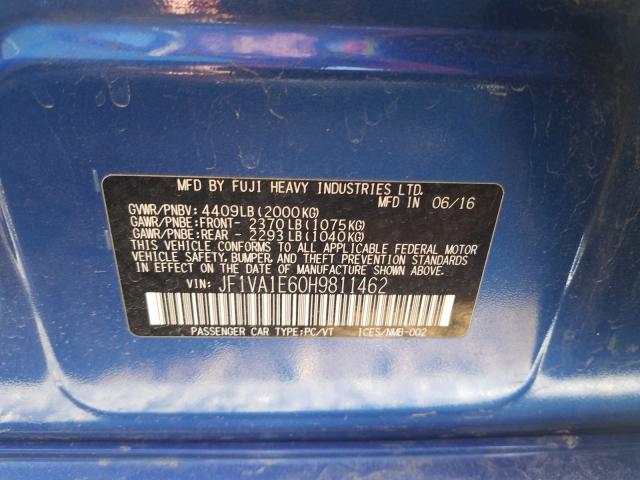 MFD BY FUJI HEAVY INDUSTRIES LTD.
MFD IN 06/16
GVWR/PNBV: 4409LB(2000KG)
GAWR/PNBE:FRONT- 2370LB(1075KG)
GAWR/PNBE:REAR - 2293LB(1040KG)
THIS VEHICLE CONFORMS TO ALL APPLICABLE FEDERAL MOTOR
VEHICLE SAFETY, BUMPER, AND THEFT PREVENTION STANDARDS
IN EFFECT ON THE DATE OF MANUFACTURE SHOWN ABOVE.
VIN: JF1VA1E60H9811462
PASSENGER CAR TYPE:PC/VT ICES/NMB-002